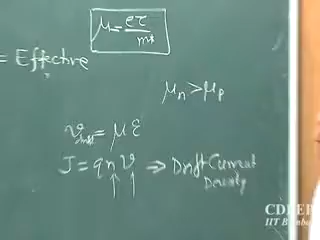 μ = eτ/m*
= Effective
μn > μp
vdrift = μ ε
J = q n v ⇒ Drift Current
Density
CDEEP
IIT Bombay